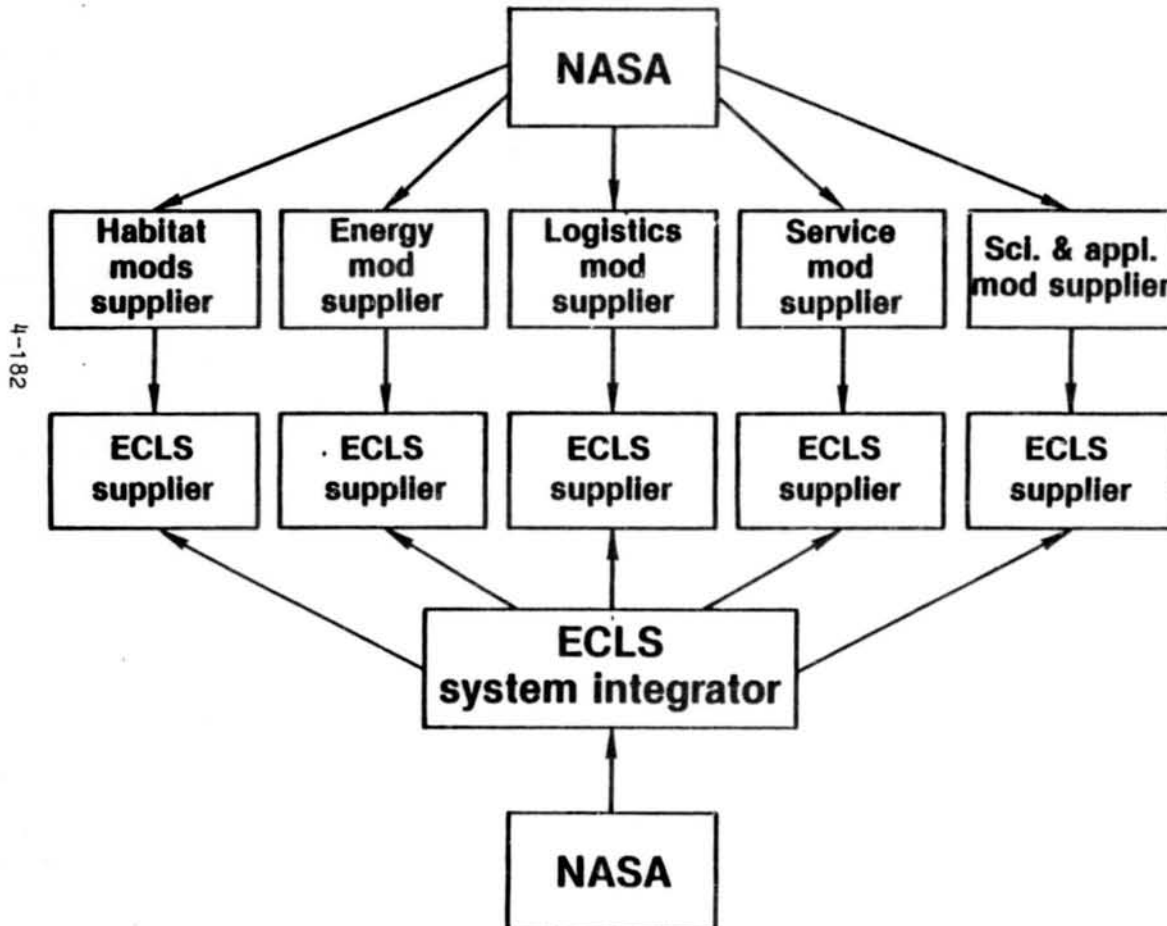 NASA
Habitat
mods
supplier
Energy
mod
supplier
Logistics
mod
supplier
Service
mod
supplier
Sci. & appl.
mod supplier
4-182
ECLS
supplier
ECLS
supplier
ECLS
supplier
ECLS
supplier
ECLS
supplier
ECLS
system integrator
NASA